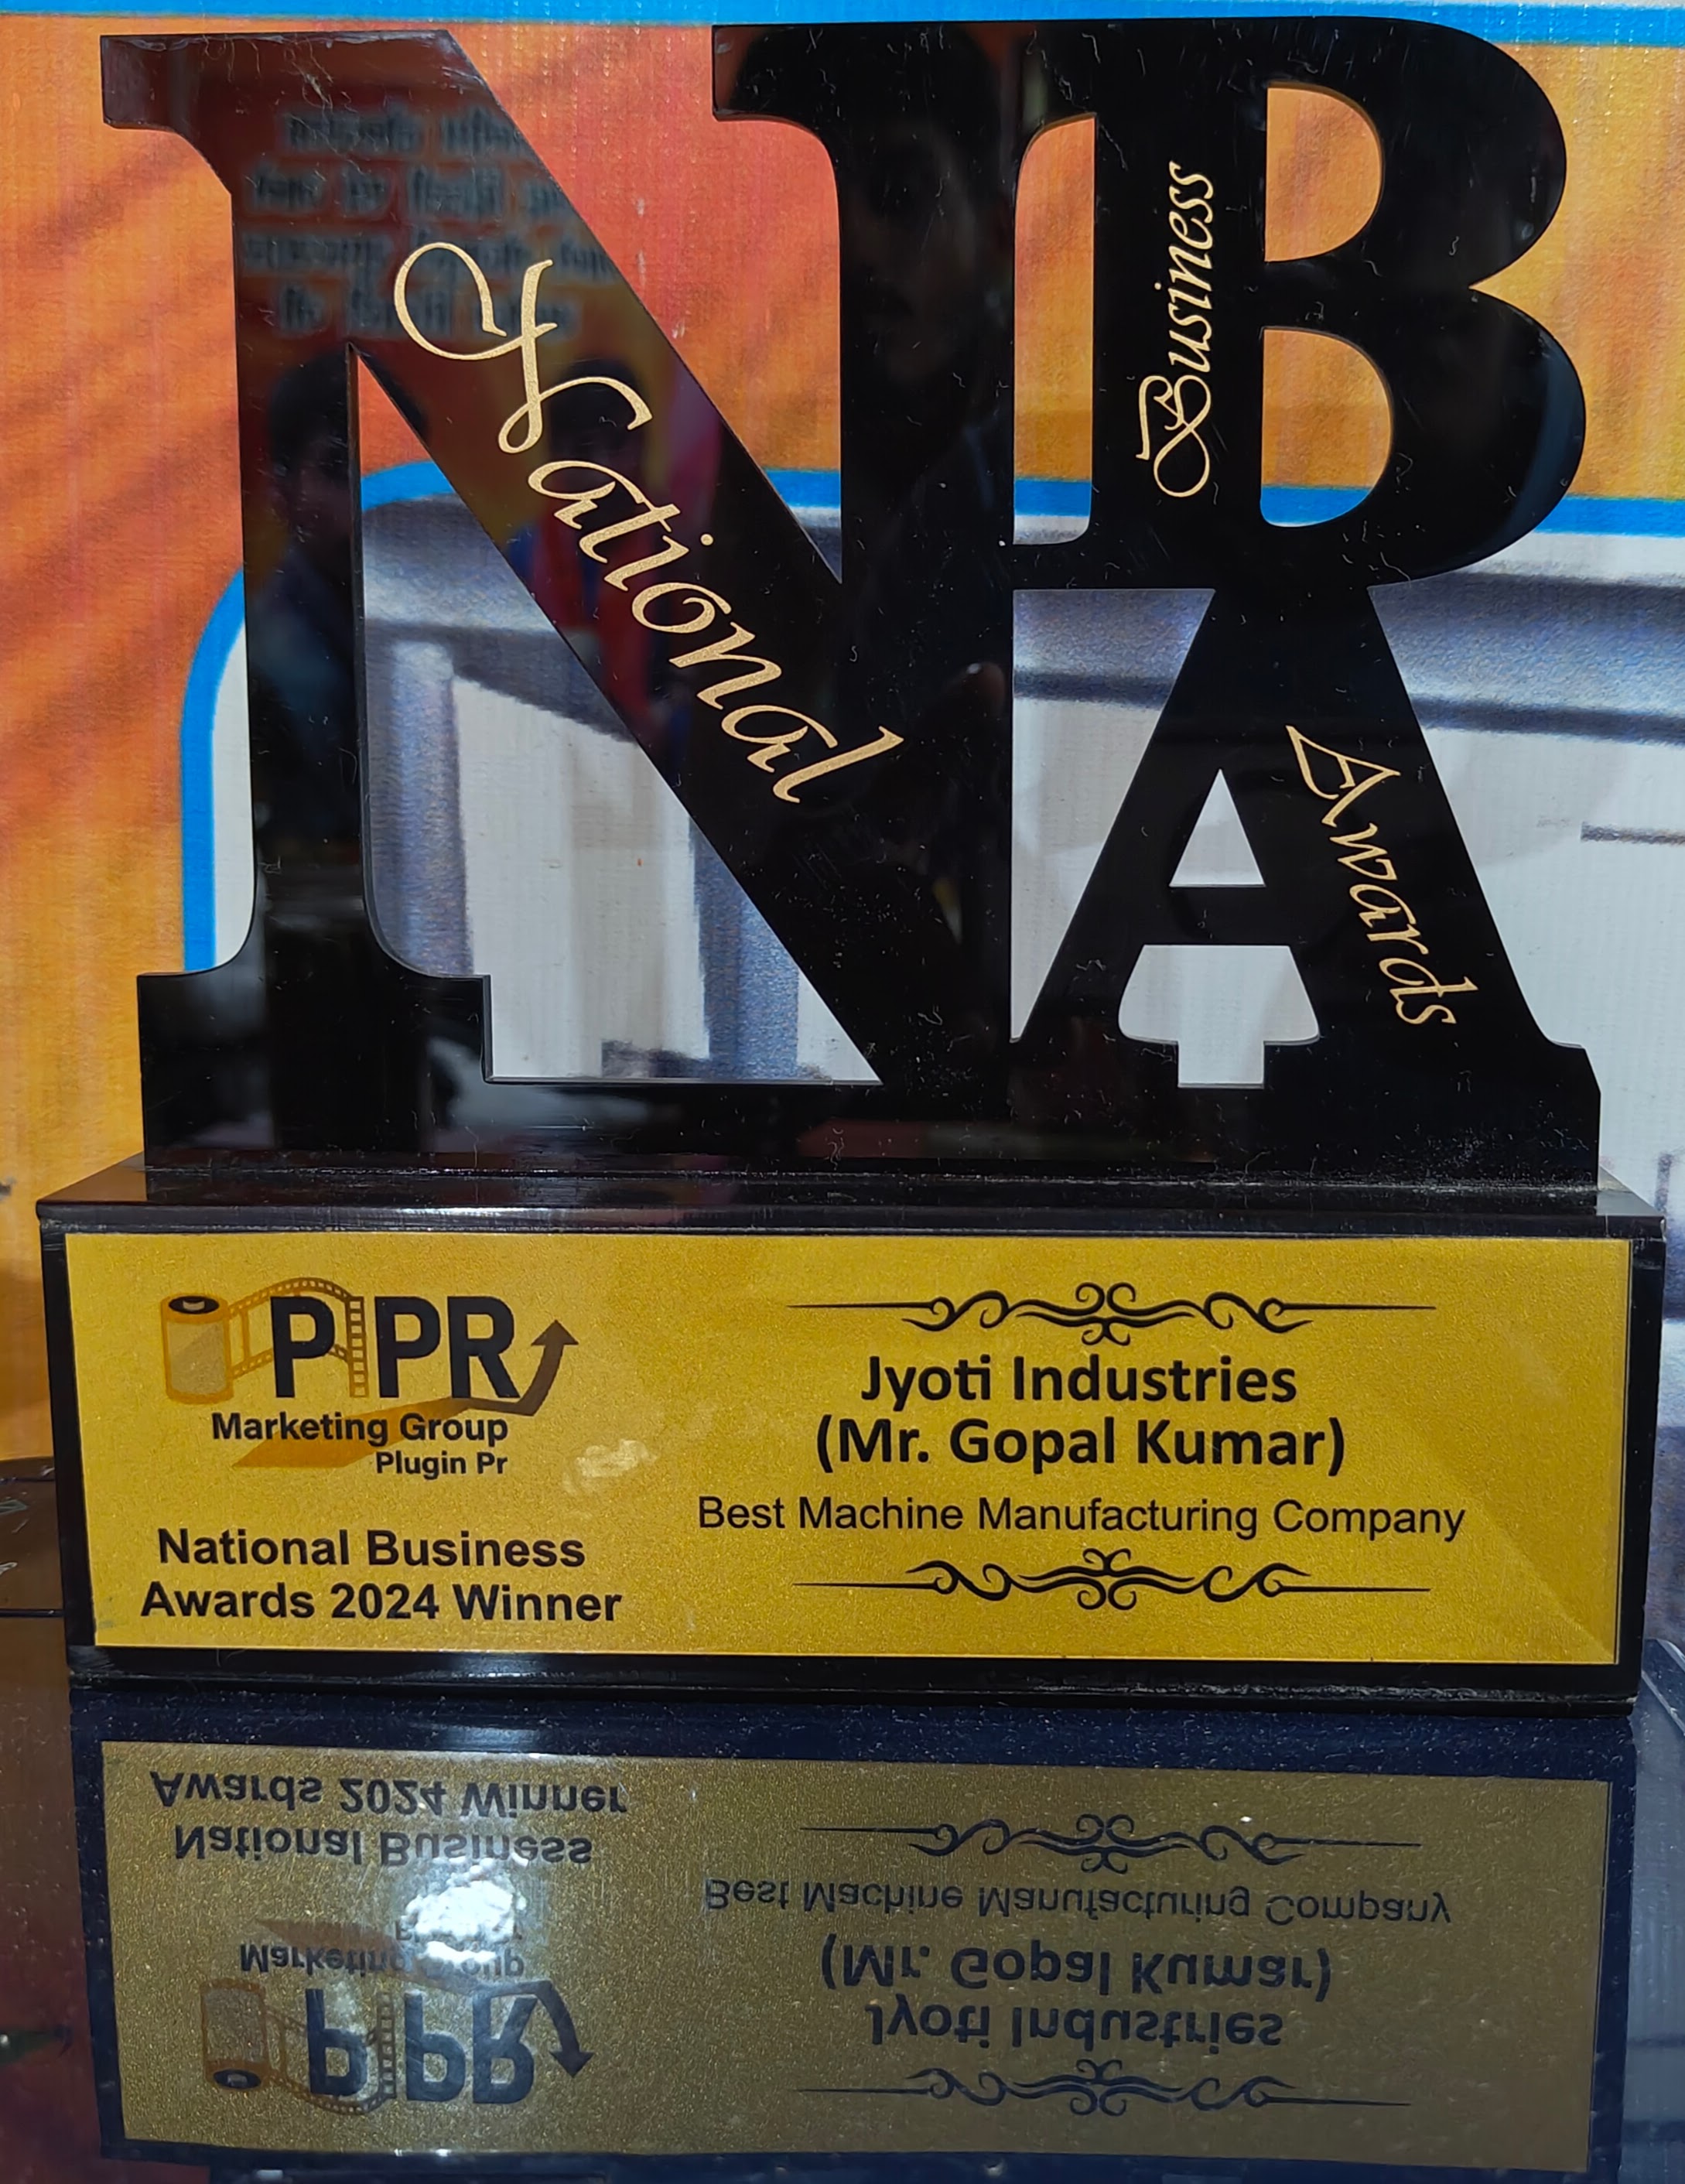 National
Business
Awards
PPR
Marketing Group
Plugin Pr
National Business
Awards 2024 Winner
Jyoti Industries
(Mr. Gopal Kumar)
Best Machine Manufacturing Company